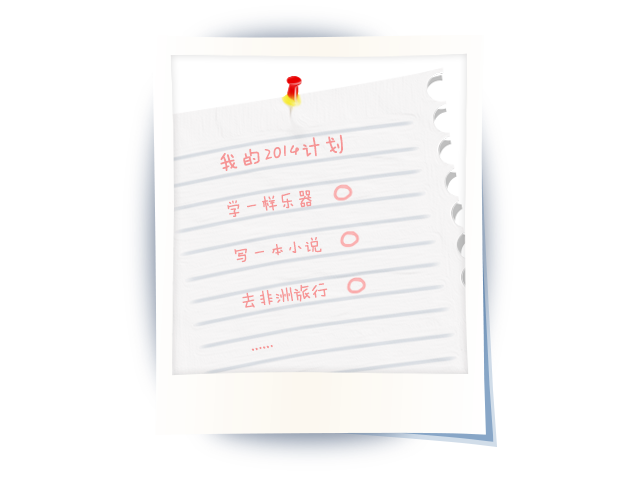 我的2014计划
学一样乐器
写一本小说
去非洲旅行
......